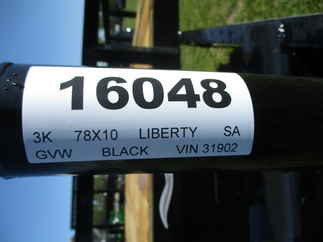 16048
3K 78X10 LIBERTY SA
GVW BLACK VIN 31902